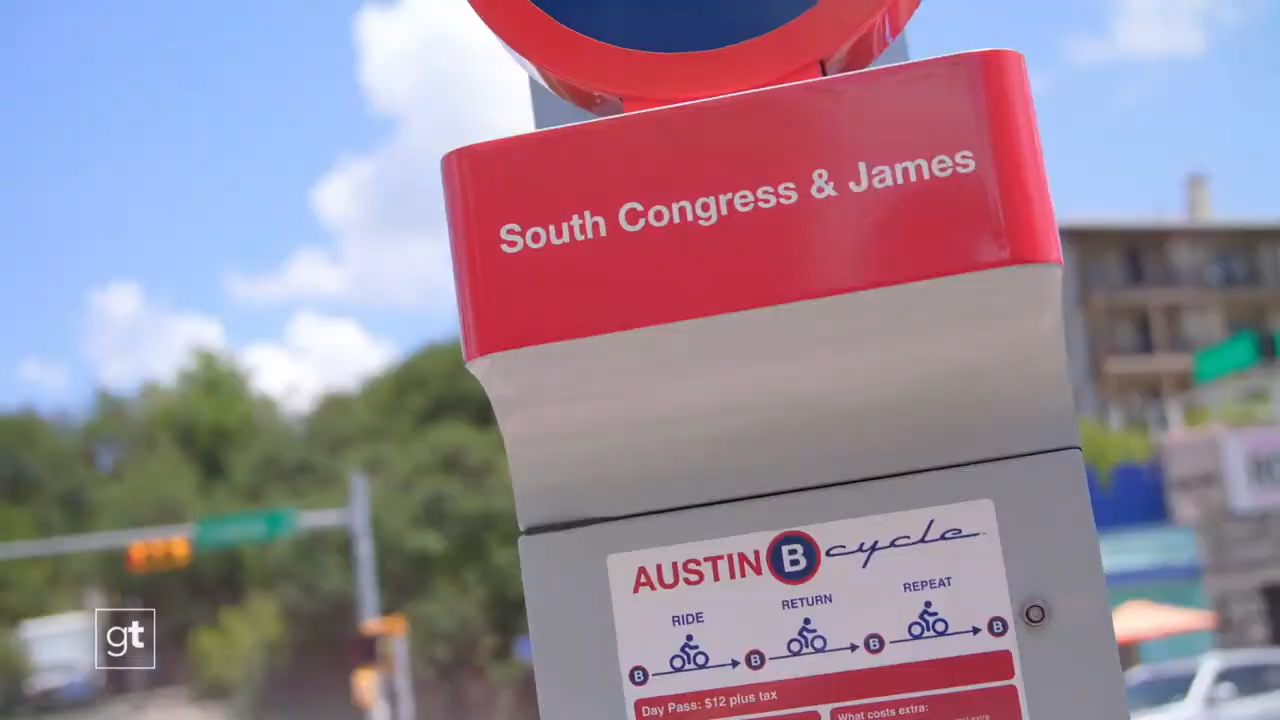 South Congress & James
AUSTIN B cycle
RIDE
RETURN
REPEAT
B
B
B
B
Day Pass: $12 plus tax
What costs extra:
gt